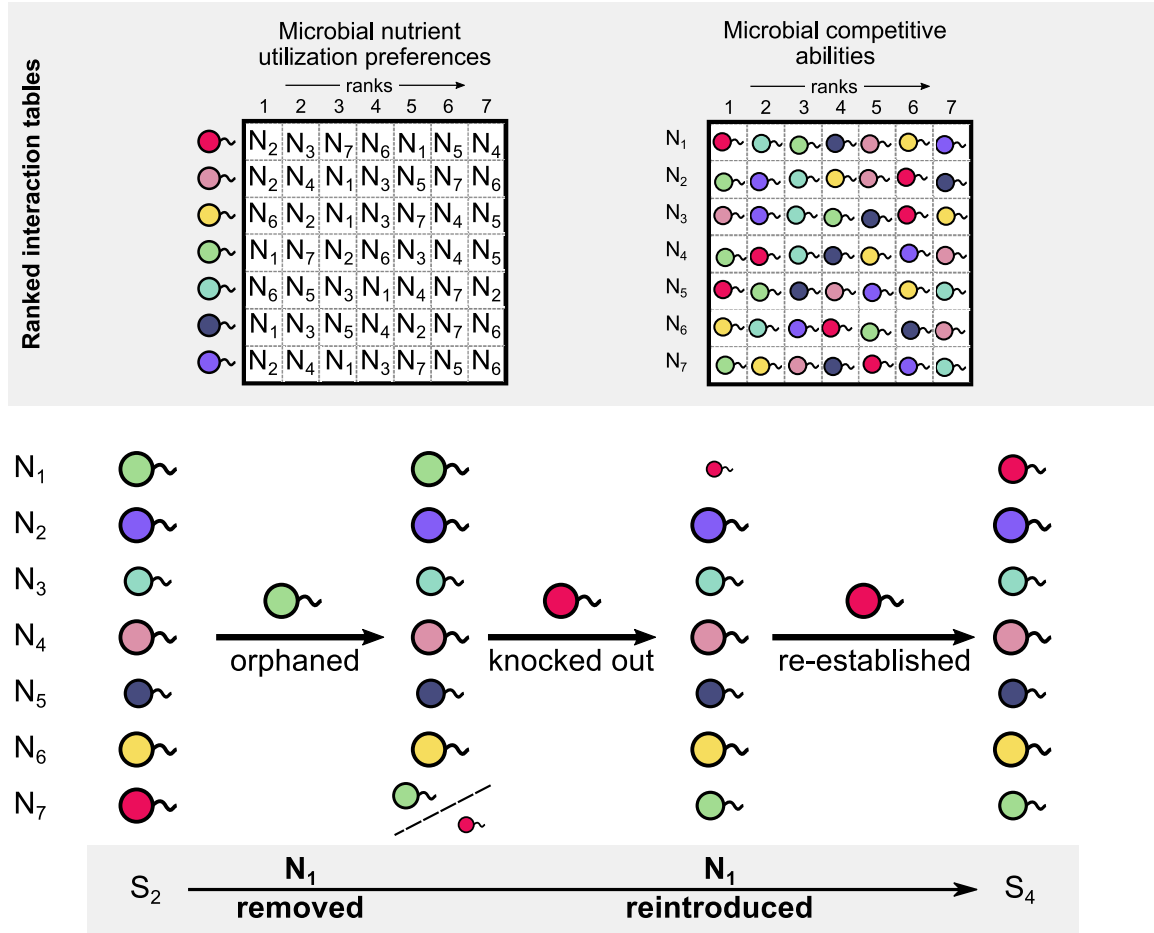 Ranked interaction tables
Microbial nutrient
utilization preferences
ranks
1 2 3 4 5 6 7
N2 N3 N7 N6 N1 N5 N4
N2 N4 N1 N3 N5 N7 N6
N6 N2 N1 N3 N7 N4 N5
N1 N7 N2 N6 N3 N4 N5
N6 N5 N3 N1 N4 N7 N2
N1 N3 N5 N4 N2 N7 N6
N2 N4 N1 N3 N7 N5 N6
Microbial competitive
abilities
ranks
1 2 3 4 5 6 7
N1
N2
N3
N4
N5
N6
N7
N1
N2
N3
N4
N5
N6
N7
orphaned
knocked out
re-established
S2
N1
removed
N1
reintroduced
S4